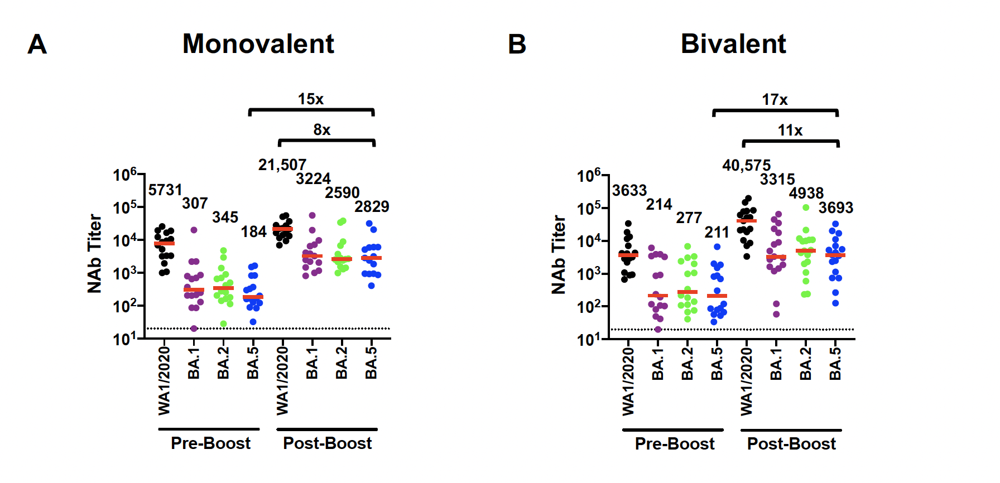 A
Monovalent
15x
8x
21,507
3224
2590
2829
5731
307
345
184
NAb Titer
10⁶
10⁵
10⁴
10³
10²
10¹
WA1/2020
BA.1
BA.2
BA.5
WA1/2020
BA.1
BA.2
BA.5
Pre-Boost
Post-Boost
B
Bivalent
17x
11x
40,575
3315
4938
3693
3633
214
277
211
NAb Titer
10⁶
10⁵
10⁴
10³
10²
10¹
WA1/2020
BA.1
BA.2
BA.5
WA1/2020
BA.1
BA.2
BA.5
Pre-Boost
Post-Boost